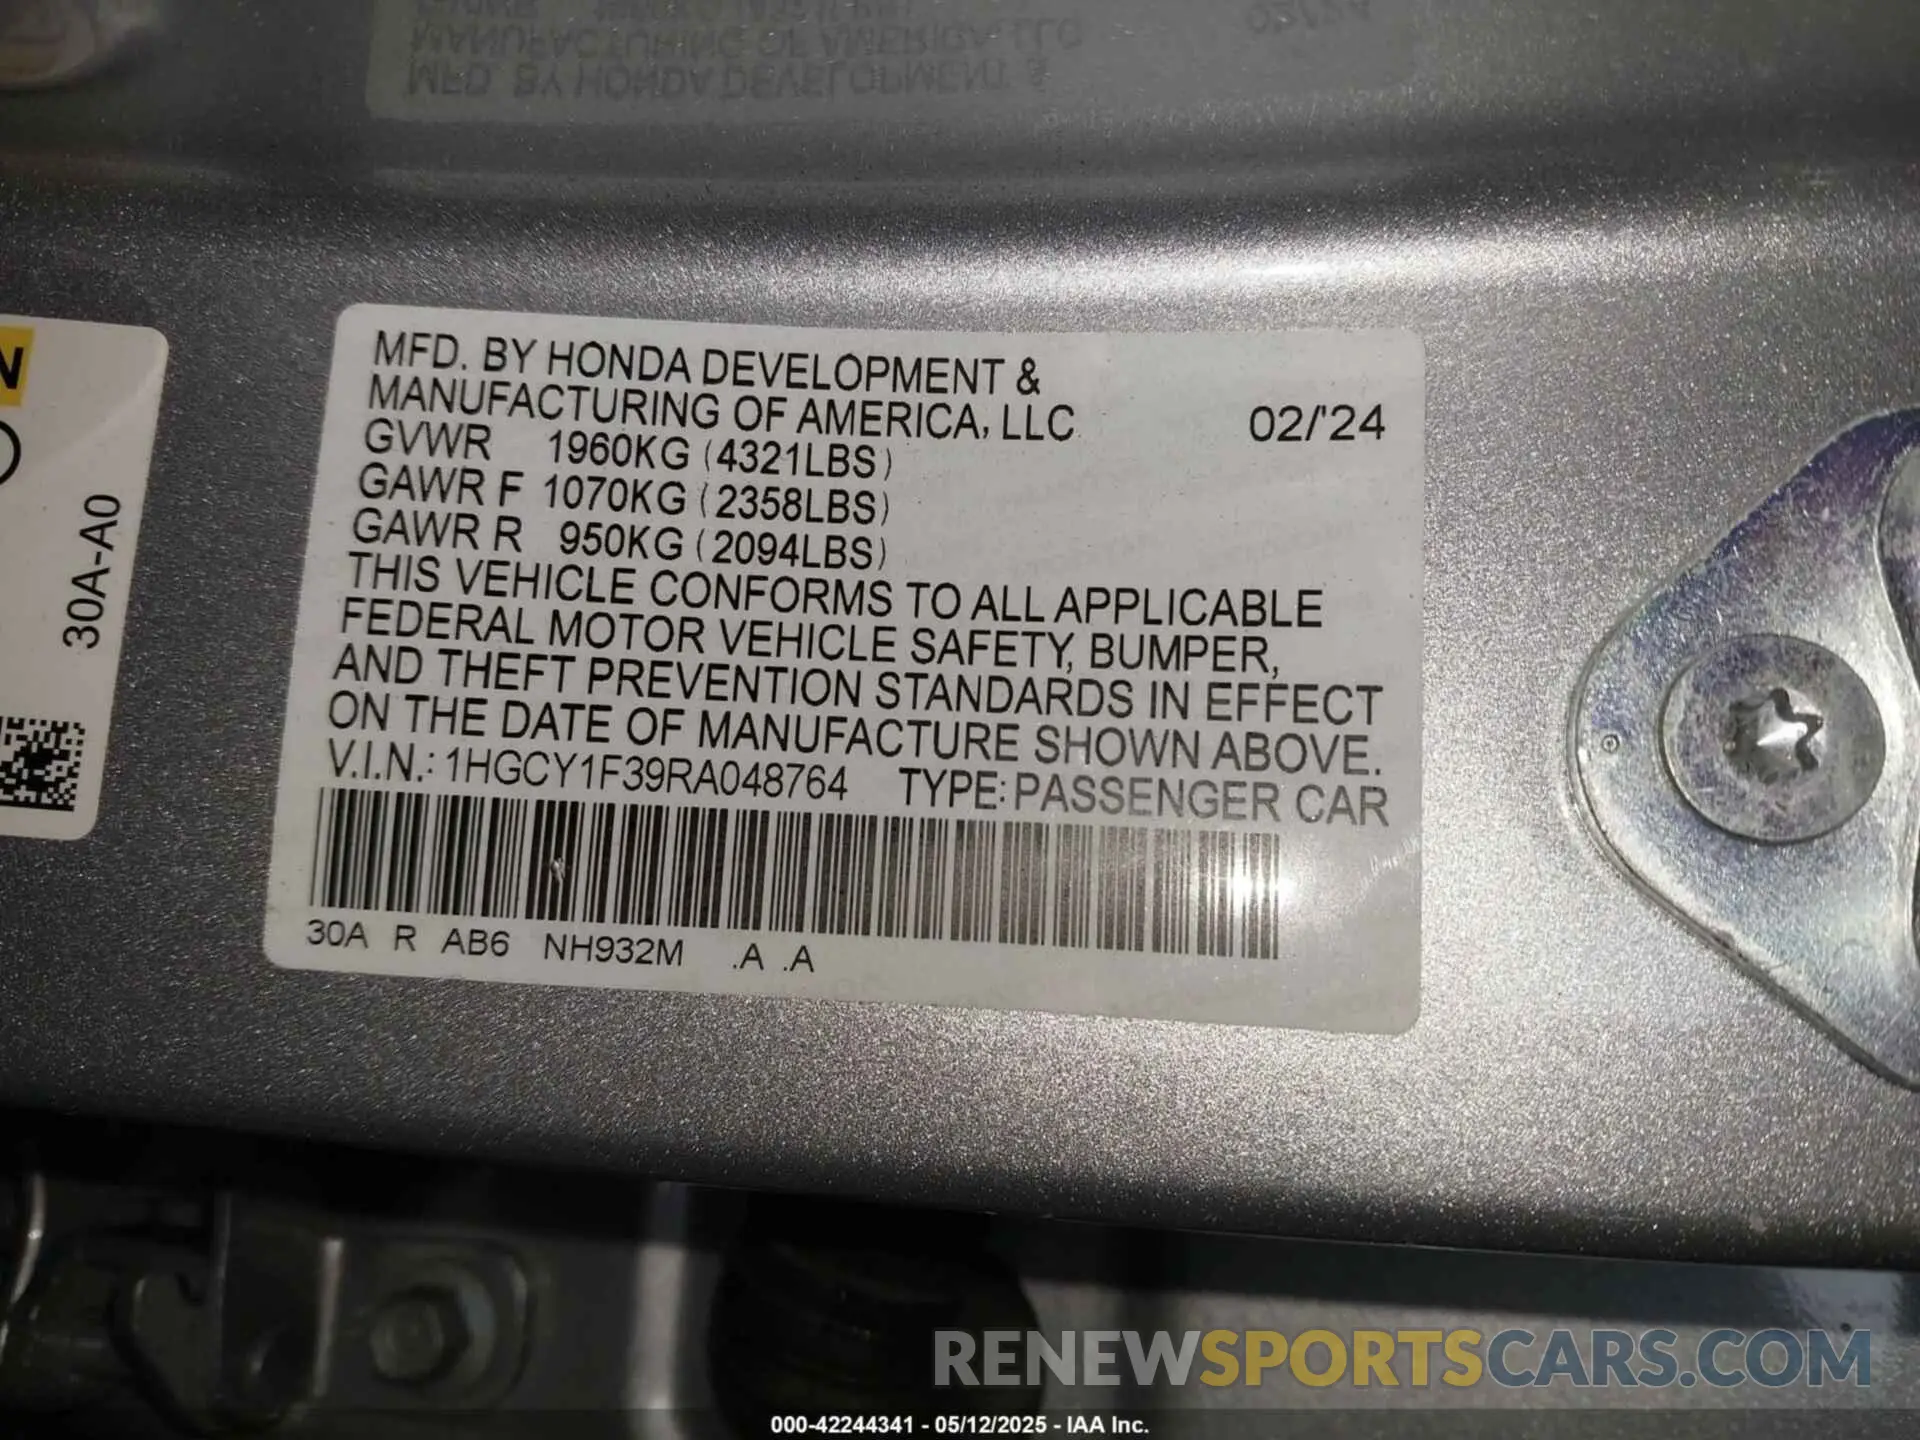 MFD. BY HONDA DEVELOPMENT &
MANUFACTURING OF AMERICA, LLC 02/'24
GVWR 1960KG (4321LBS)
GAWR F 1070KG (2358LBS)
GAWR R 950KG (2094LBS)
THIS VEHICLE CONFORMS TO ALL APPLICABLE
FEDERAL MOTOR VEHICLE SAFETY, BUMPER,
AND THEFT PREVENTION STANDARDS IN EFFECT
ON THE DATE OF MANUFACTURE SHOWN ABOVE.
V.I.N.: 1HGCY1F39RA048764 TYPE: PASSENGER CAR
30A R AB6 NH932M .A .A
30A-A0
RENEWSPORTSCARS.COM
000-42244341 - 05/12/2025 - IAA Inc.